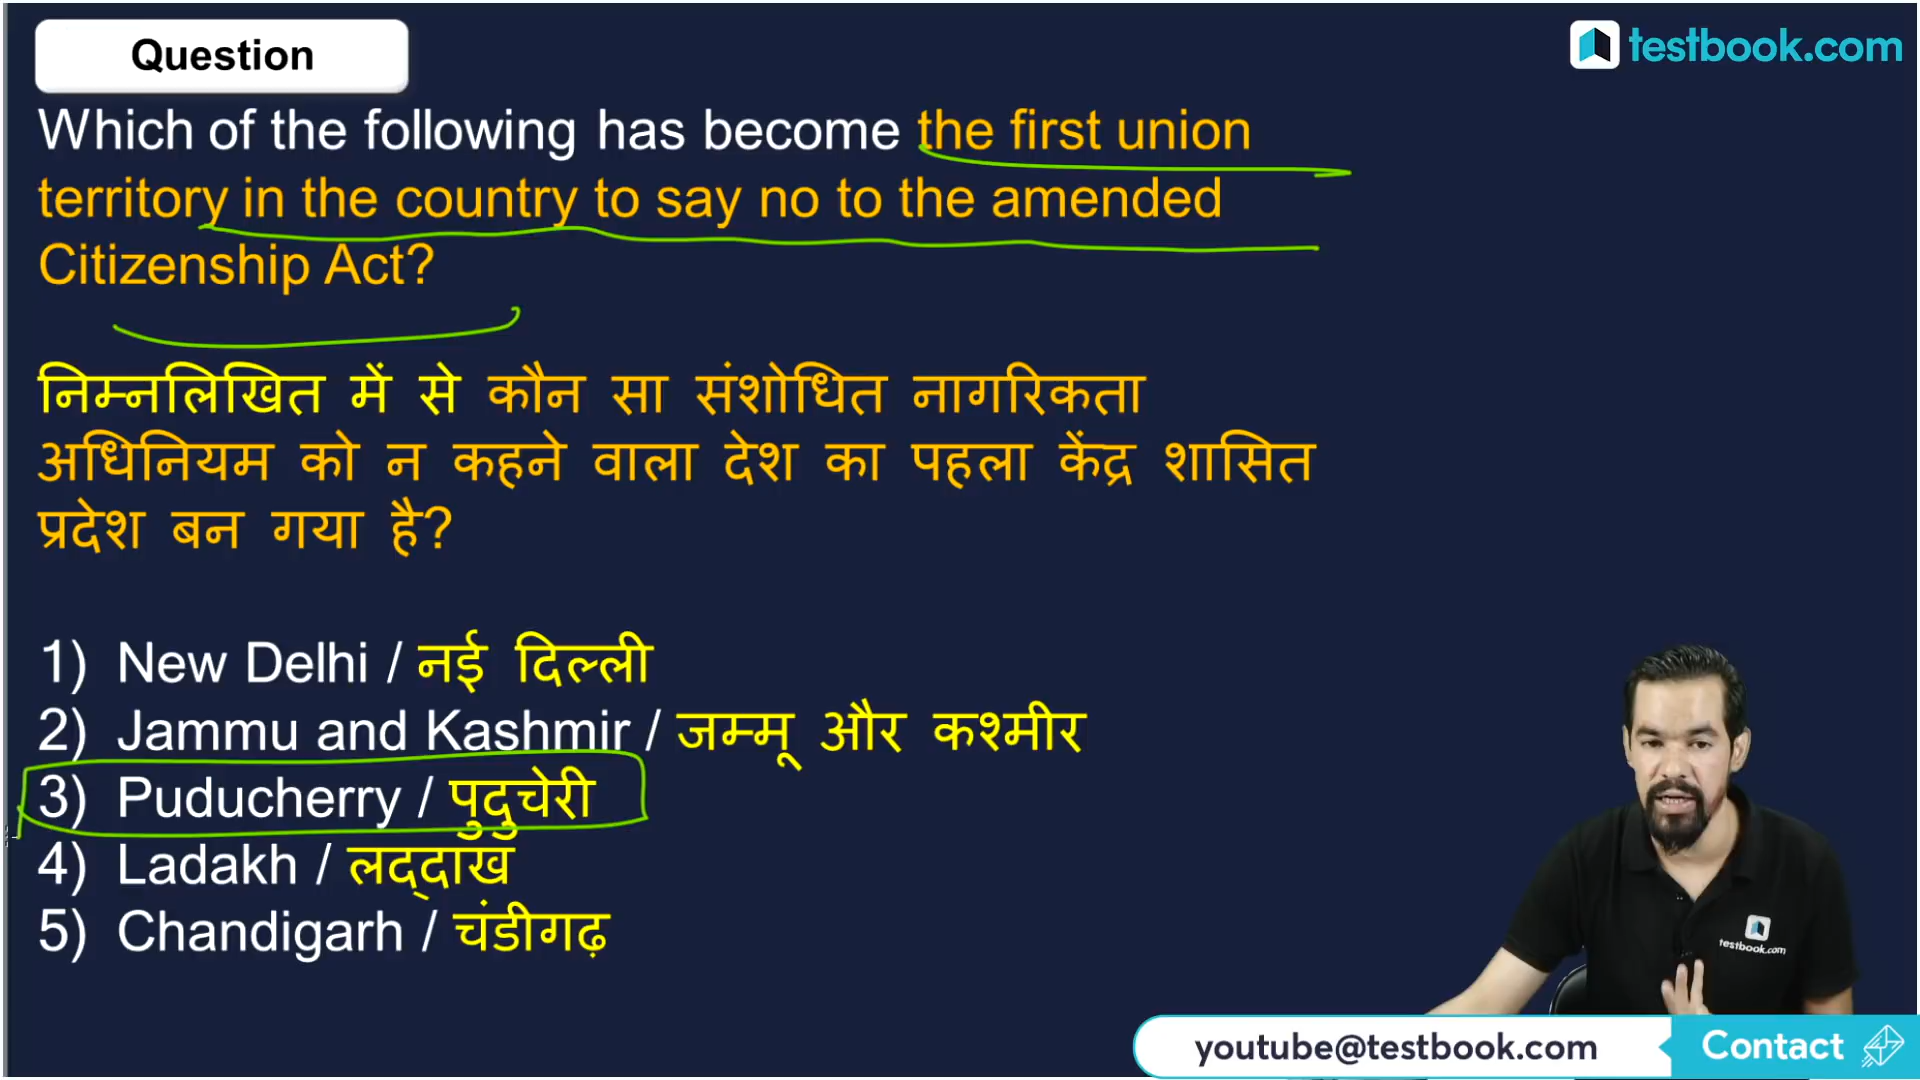 Question
testbook.com
Which of the following has become the first union
territory in the country to say no to the amended
Citizenship Act?
निम्नलिखित में से कौन सा संशोधित नागरिकता
अधिनियम को न कहने वाला देश का पहला केंद्र शासित
प्रदेश बन गया है?
1) New Delhi / नई दिल्ली
2) Jammu and Kashmir / जम्मू और कश्मीर
3) Puducherry / पुदुचेरी
4) Ladakh / लद्दाख
5) Chandigarh / चंडीगढ़
testbook.com
youtube@testbook.com
Contact